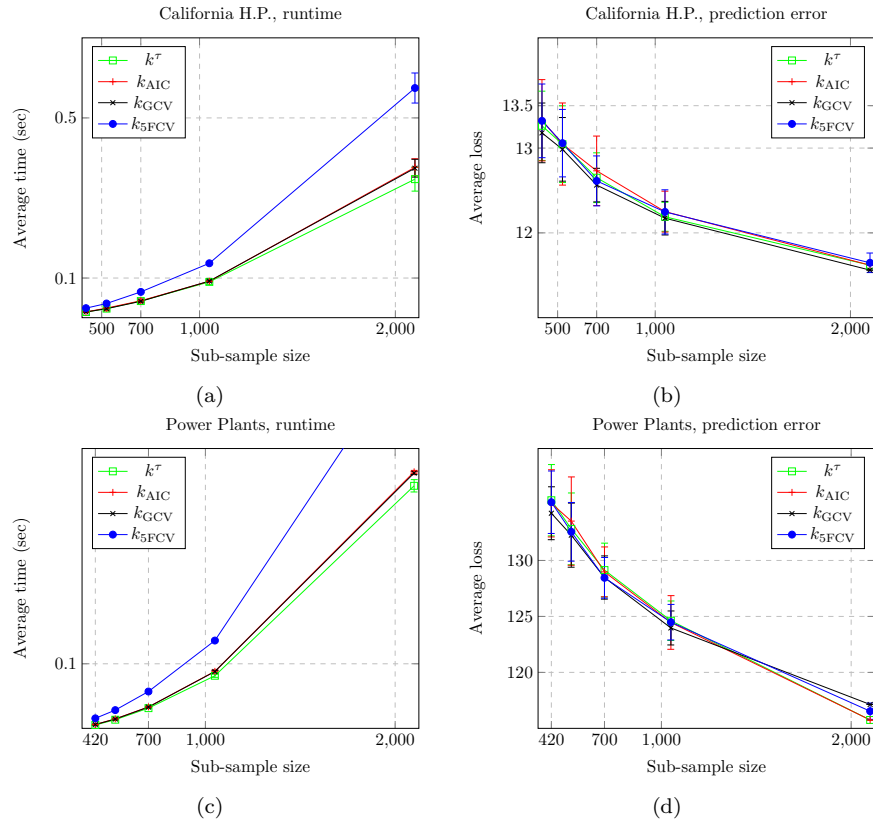 California H.P., runtime
Average time (sec)
0.5
0.1
k^τ
k_AIC
k_GCV
k_5FCV
500 700 1,000 2,000
Sub-sample size
(a)
California H.P., prediction error
Average loss
13.5
13
12
k^τ
k_AIC
k_GCV
k_5FCV
500 700 1,000 2,000
Sub-sample size
(b)
Power Plants, runtime
Average time (sec)
0.1
k^τ
k_AIC
k_GCV
k_5FCV
420 700 1,000 2,000
Sub-sample size
(c)
Power Plants, prediction error
Average loss
130
125
120
k^τ
k_AIC
k_GCV
k_5FCV
420 700 1,000 2,000
Sub-sample size
(d)